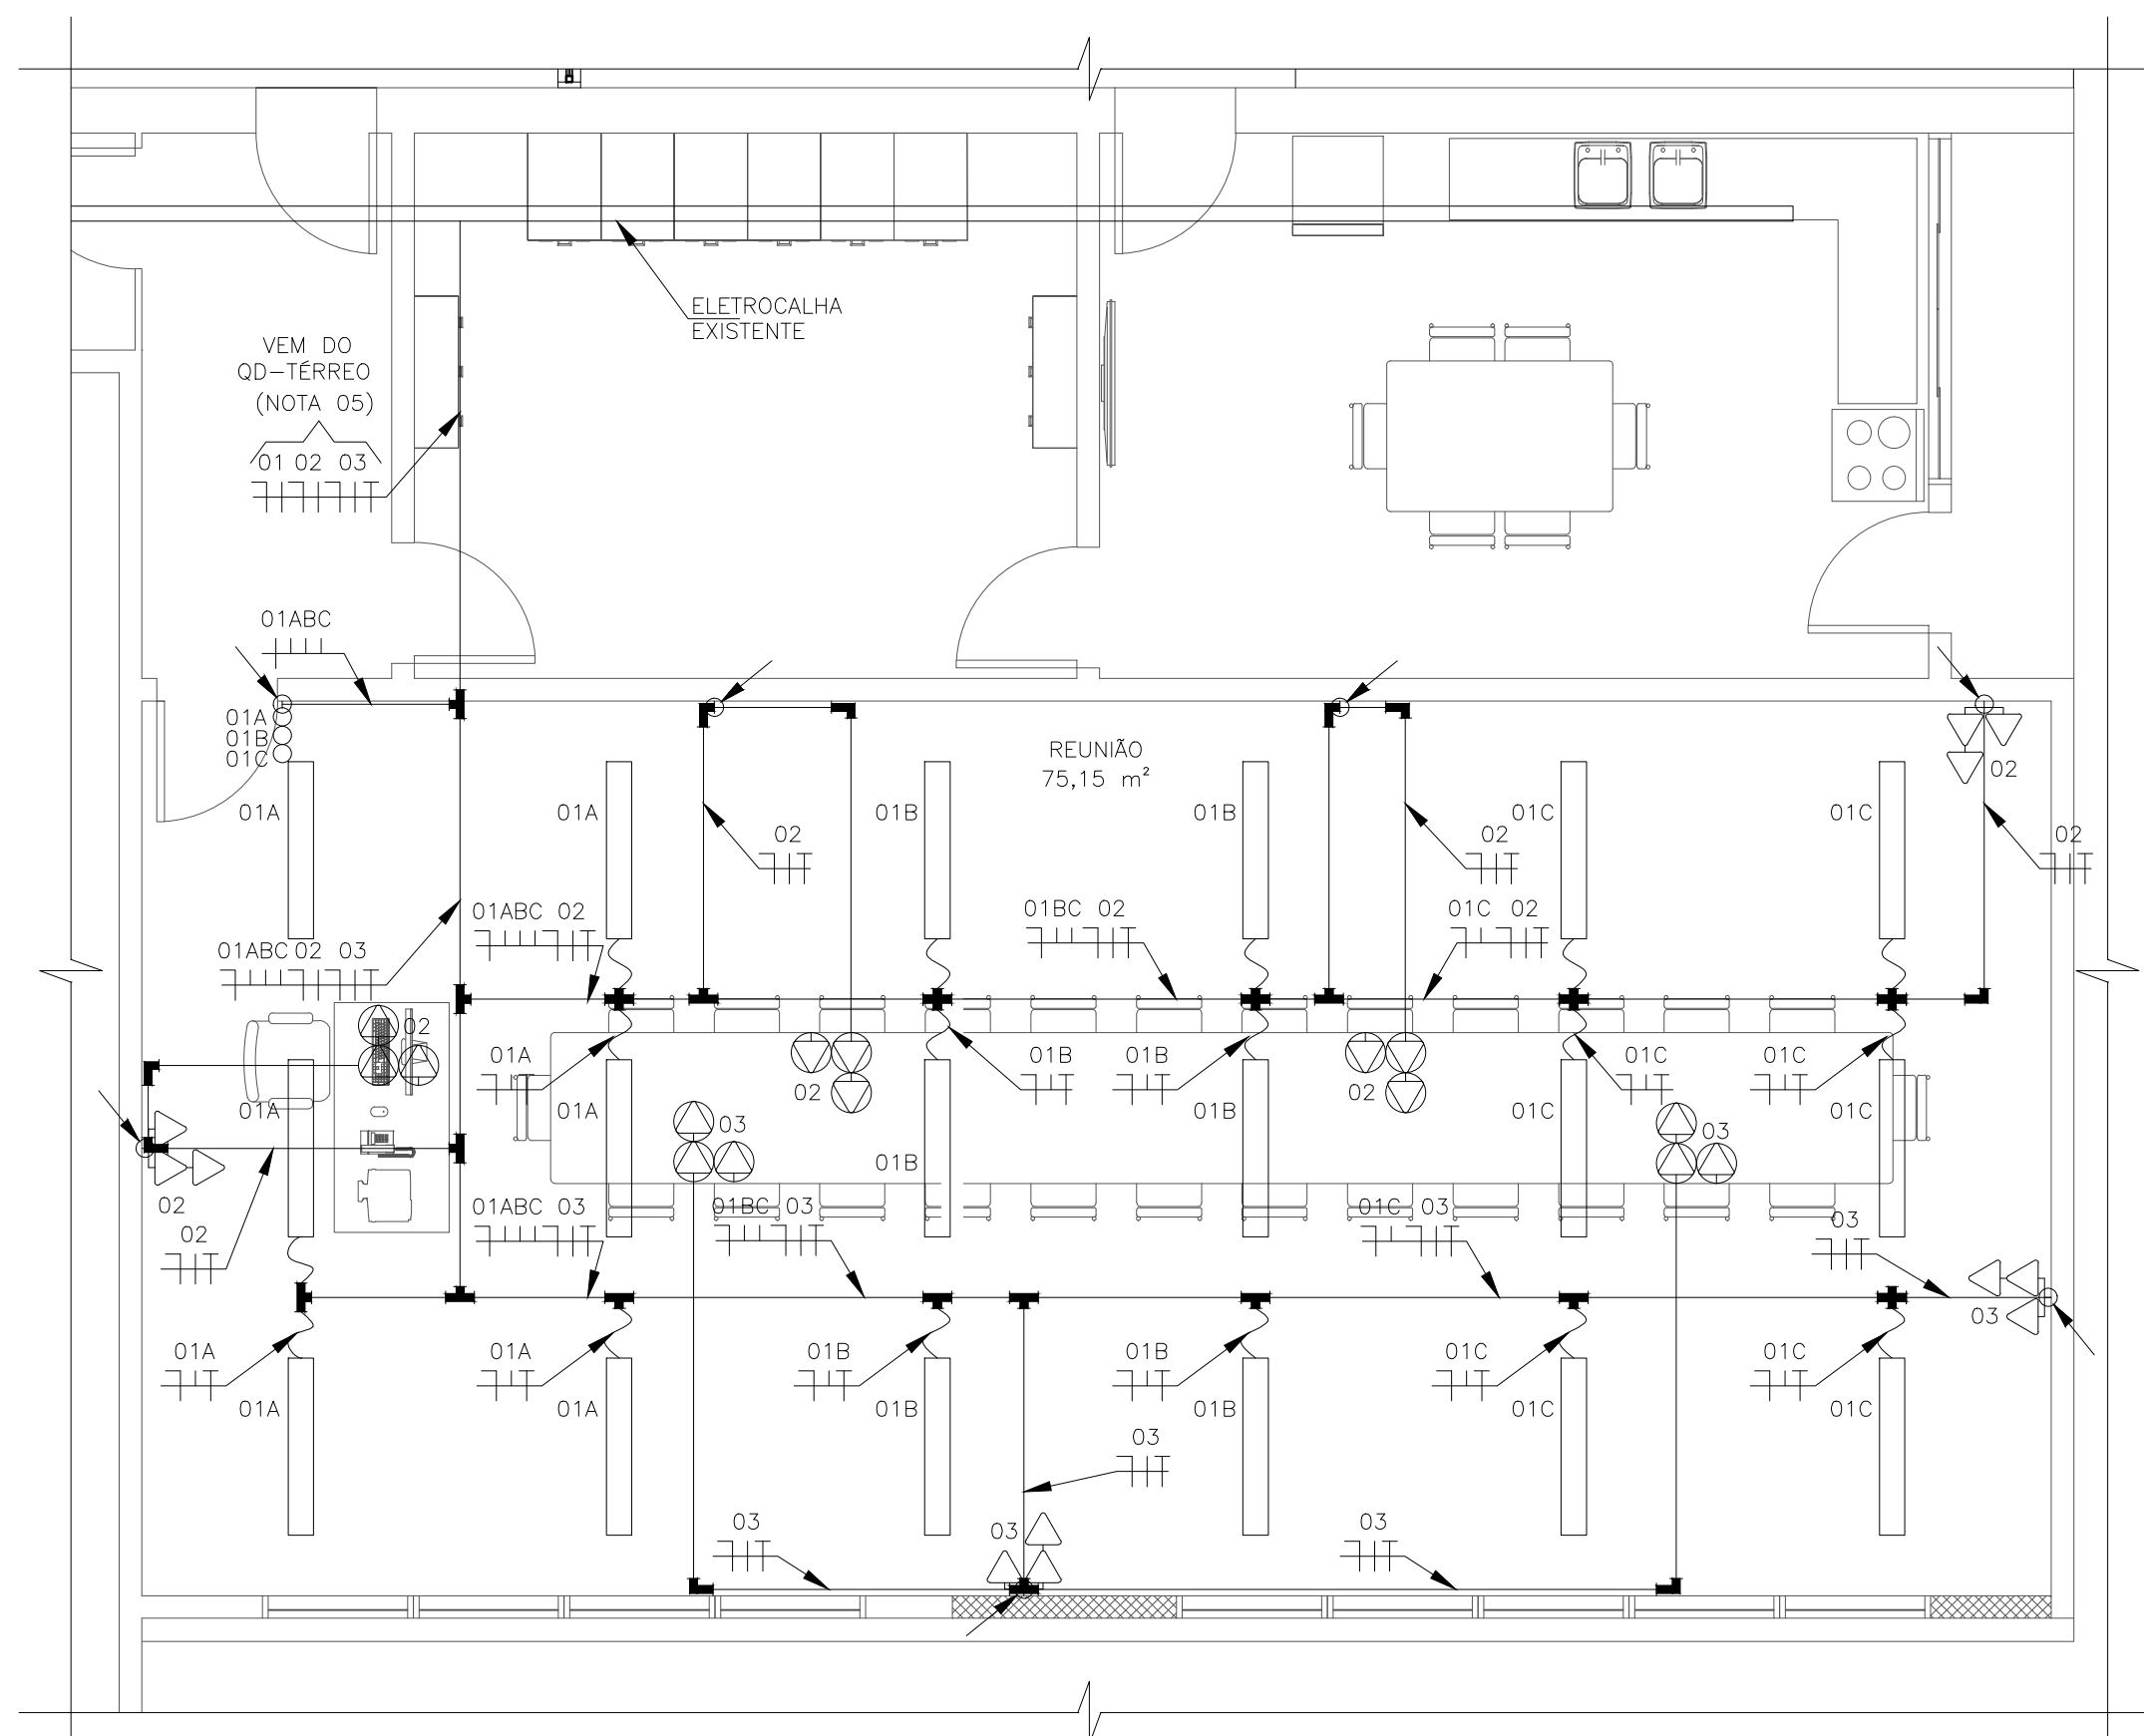 ELETROCALHA
EXISTENTE
VEM DO
QD-TÉRREO
(NOTA 05)
01 02 03
01ABC
01A
01B
01C
REUNIÃO
75,15 m²
02
01A
01A
01B
01B
01C
01C
02
02
02
01ABC 02
01BC 02
01C 02
01ABC 02 03
02
01A
01B
01B
01C
01C
02
02
01A
01A
01B
01C
01C
03
03
01B
02
02
01ABC 03
01BC 03
01C 03
03
03
01A
01A
01B
01B
01C
01C
01A
01A
01B
01B
01C
01C
03
03
03
03